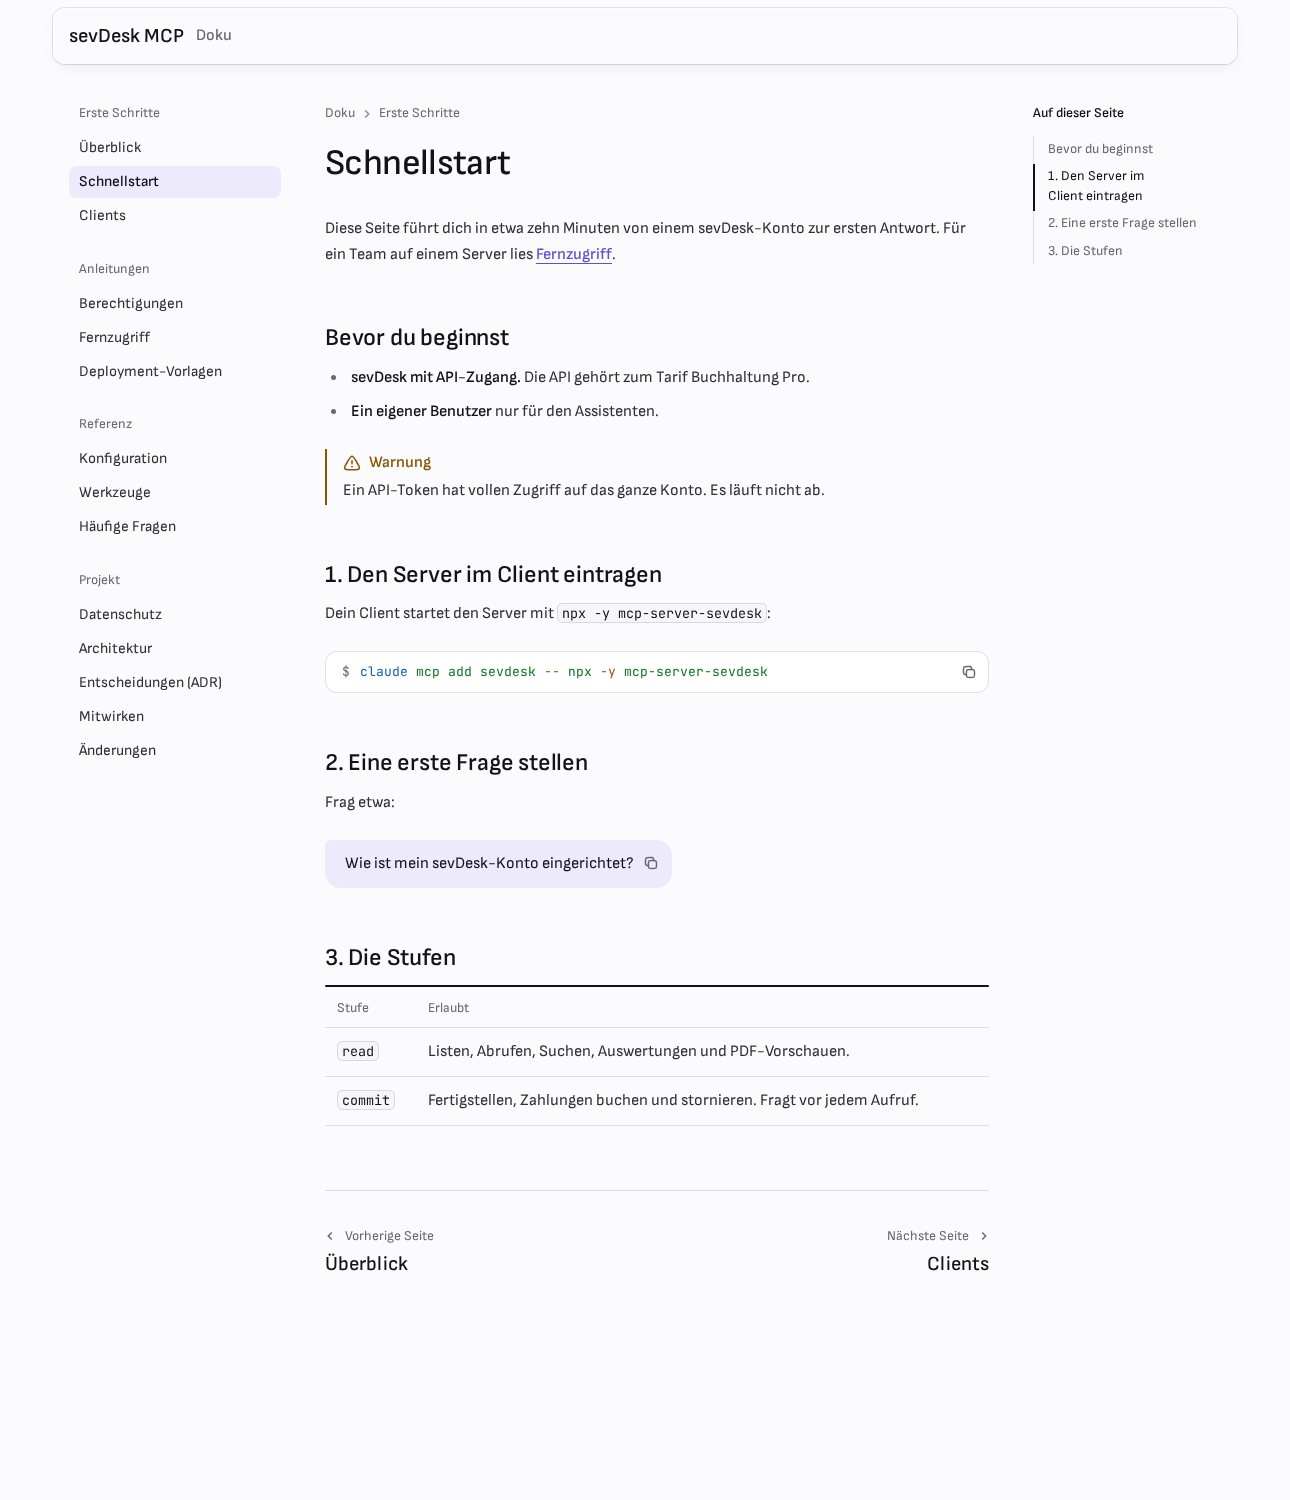 sevDesk MCP Doku
Erste Schritte
Überblick
Schnellstart
Clients
Anleitungen
Berechtigungen
Fernzugriff
Deployment-Vorlagen
Referenz
Konfiguration
Werkzeuge
Häufige Fragen
Projekt
Datenschutz
Architektur
Entscheidungen (ADR)
Mitwirken
Änderungen
Doku > Erste Schritte
Schnellstart
Diese Seite führt dich in etwa zehn Minuten von einem sevDesk-Konto zur ersten Antwort. Für
ein Team auf einem Server lies Fernzugriff.
Bevor du beginnst
• sevDesk mit API-Zugang. Die API gehört zum Tarif Buchhaltung Pro.
• Ein eigener Benutzer nur für den Assistenten.
Warnung
Ein API-Token hat vollen Zugriff auf das ganze Konto. Es läuft nicht ab.
1. Den Server im Client eintragen
Dein Client startet den Server mit npx -y mcp-server-sevdesk:
$ claude mcp add sevdesk -- npx -y mcp-server-sevdesk
2. Eine erste Frage stellen
Frag etwa:
Wie ist mein sevDesk-Konto eingerichtet?
3. Die Stufen
Stufe Erlaubt
read Listen, Abrufen, Suchen, Auswertungen und PDF-Vorschauen.
commit Fertigstellen, Zahlungen buchen und stornieren. Fragt vor jedem Aufruf.
Vorherige Seite
Überblick
Nächste Seite
Clients
Auf dieser Seite
Bevor du beginnst
1. Den Server im
Client eintragen
2. Eine erste Frage stellen
3. Die Stufen